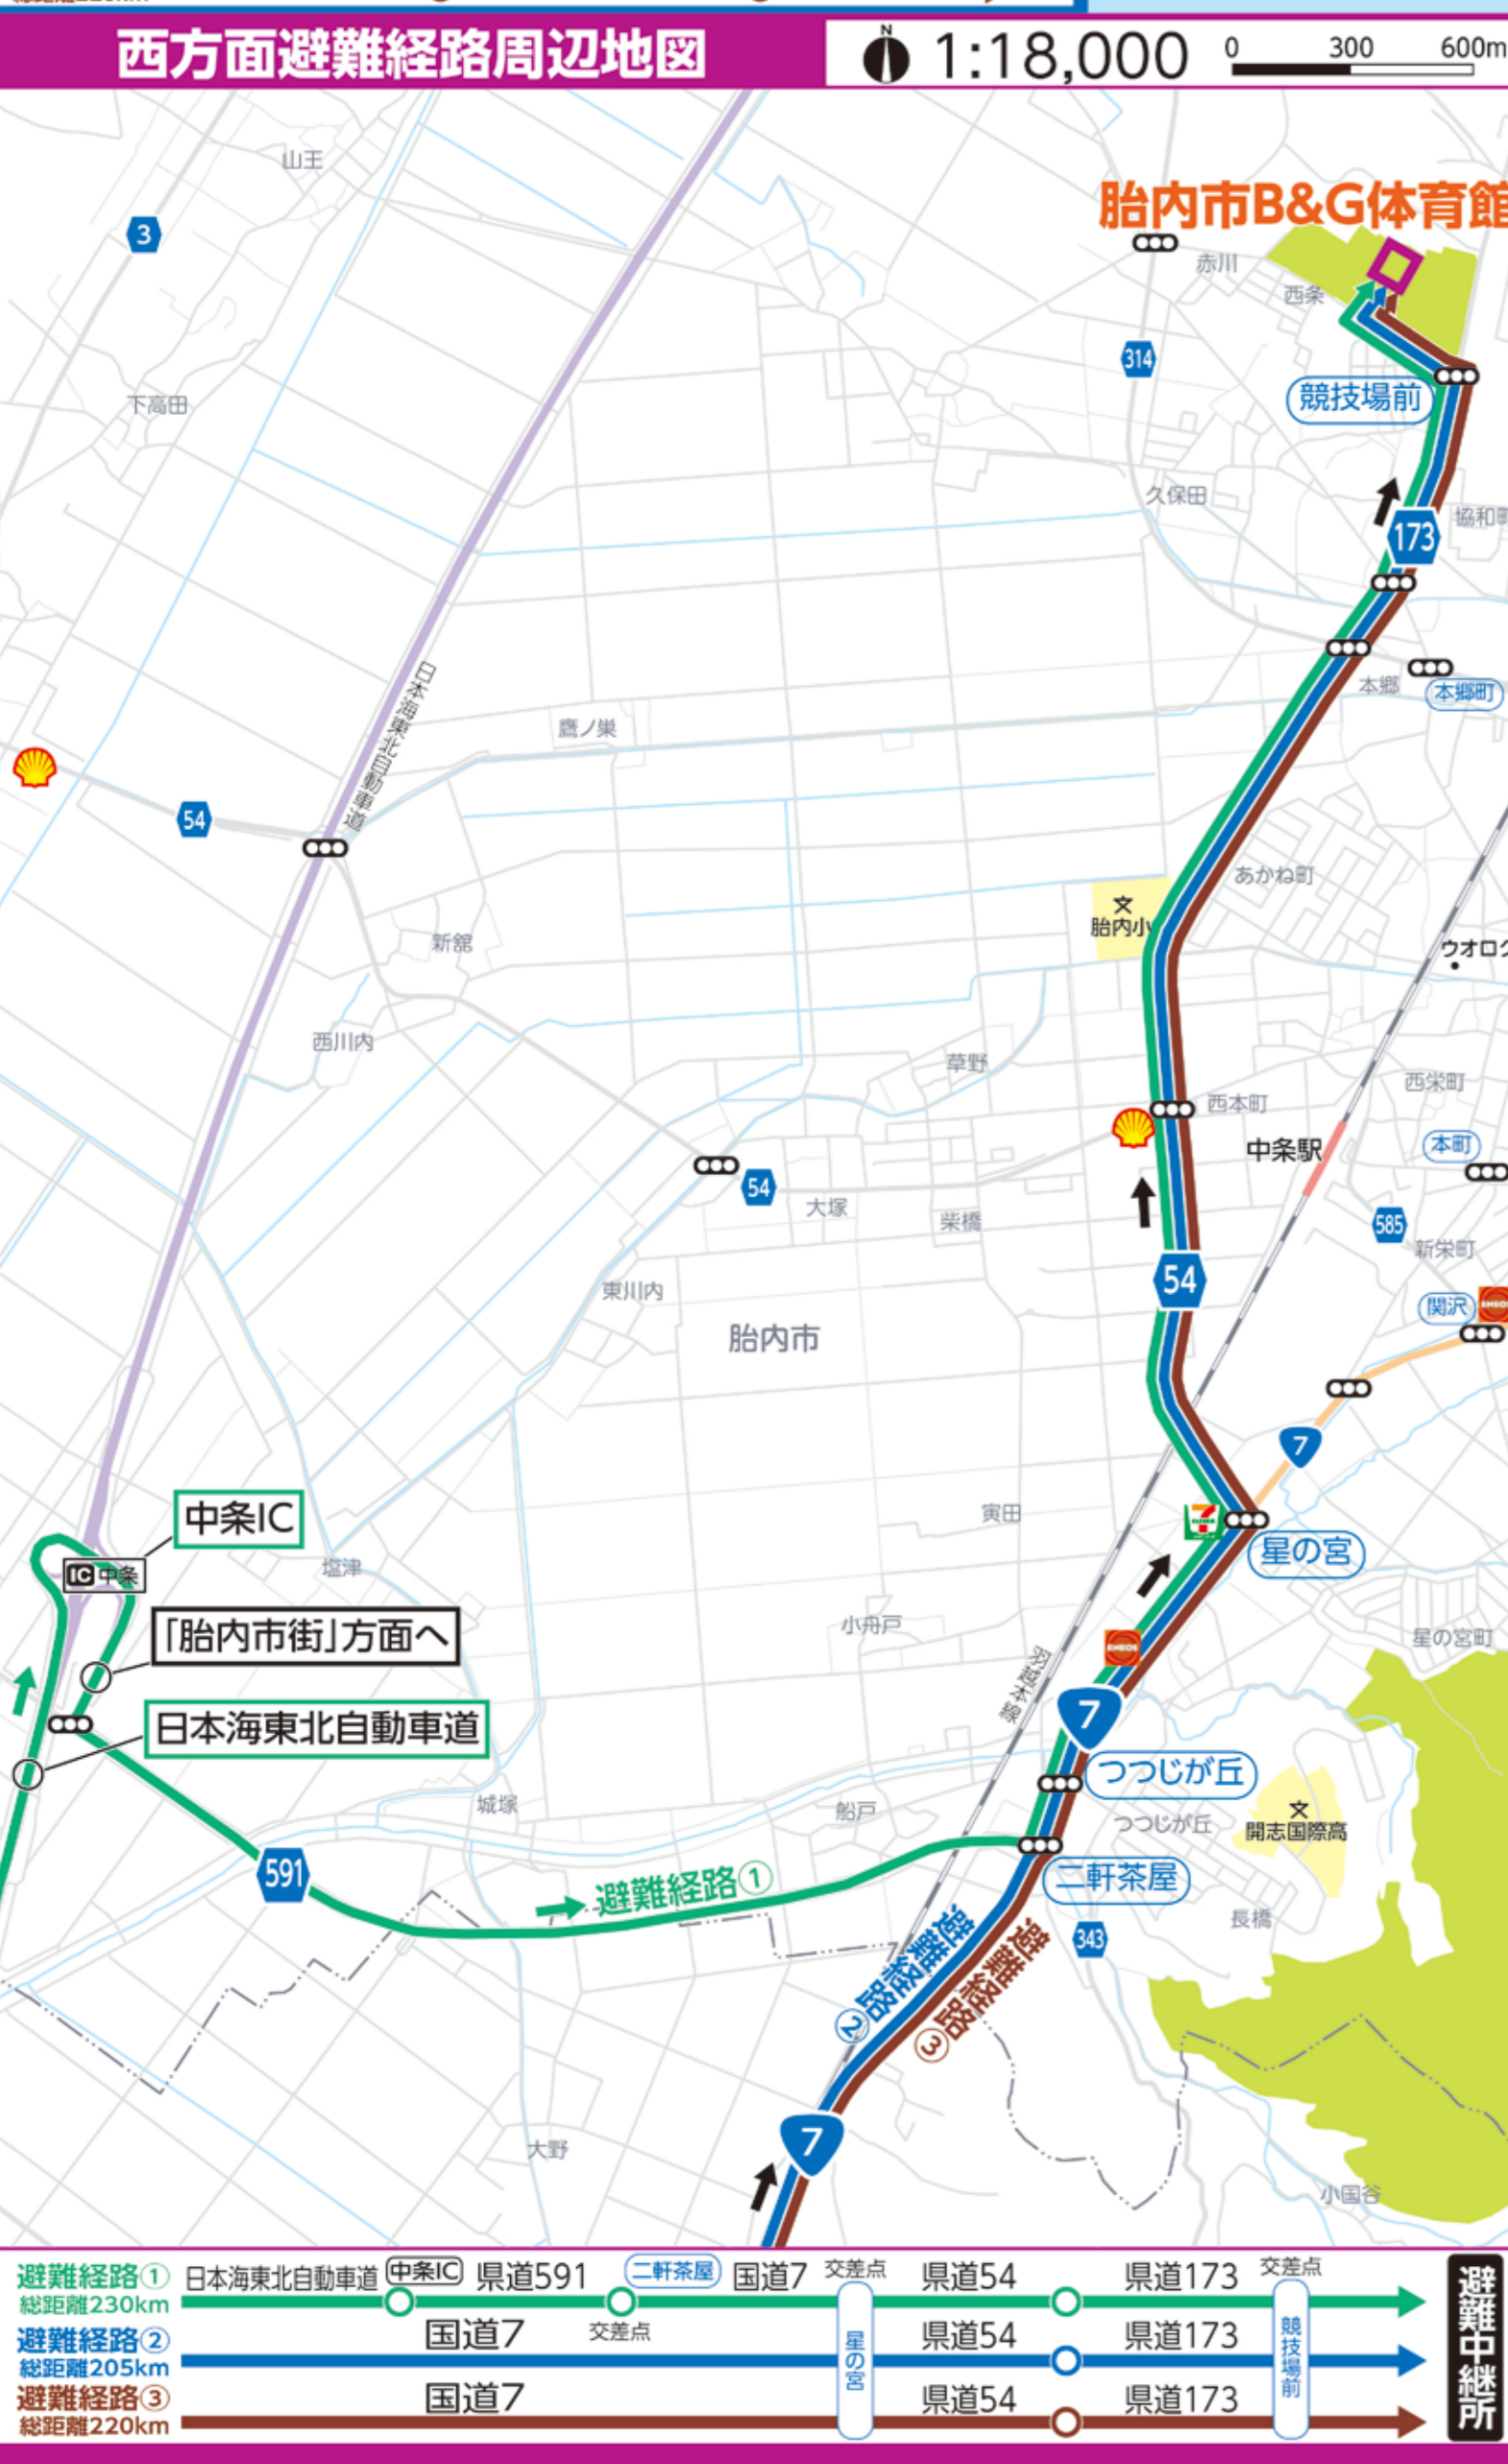 西方面避難経路周辺地図
N
1:18,000
0 300 600m
山王
3
胎内市B&G体育館
赤川
西条
314
競技場前
下高田
久保田
協和町
173
本郷
本郷町
日本海東北自動車道
鷹ノ巣
54
あかね町
文
胎内小
ウオロク
新舘
西川内
草野
西栄町
西本町
中条駅
本町
54
大塚
柴橋
585
新栄町
54
東川内
関沢
ENEOS
胎内市
7
中条IC
寅田
7
ELEVEN
星の宮
IC中条
塩津
「胎内市街」方面へ
小舟戸
星の宮町
ENEOS
羽越本線
7
日本海東北自動車道
つつじが丘
城塚
船戸
つつじが丘
文
開志国際高
591
避難経路①
二軒茶屋
長橋
343
避難経路②
避難経路③
7
大野
小国谷
避難経路① 日本海東北自動車道 中条IC 県道591 二軒茶屋 国道7 交差点 県道54 県道173 交差点
総距離230km
避難経路② 国道7 交差点 星の宮 県道54 県道173 競技場前
総距離205km
避難経路③ 国道7 県道54 県道173
総距離220km
避難中継所